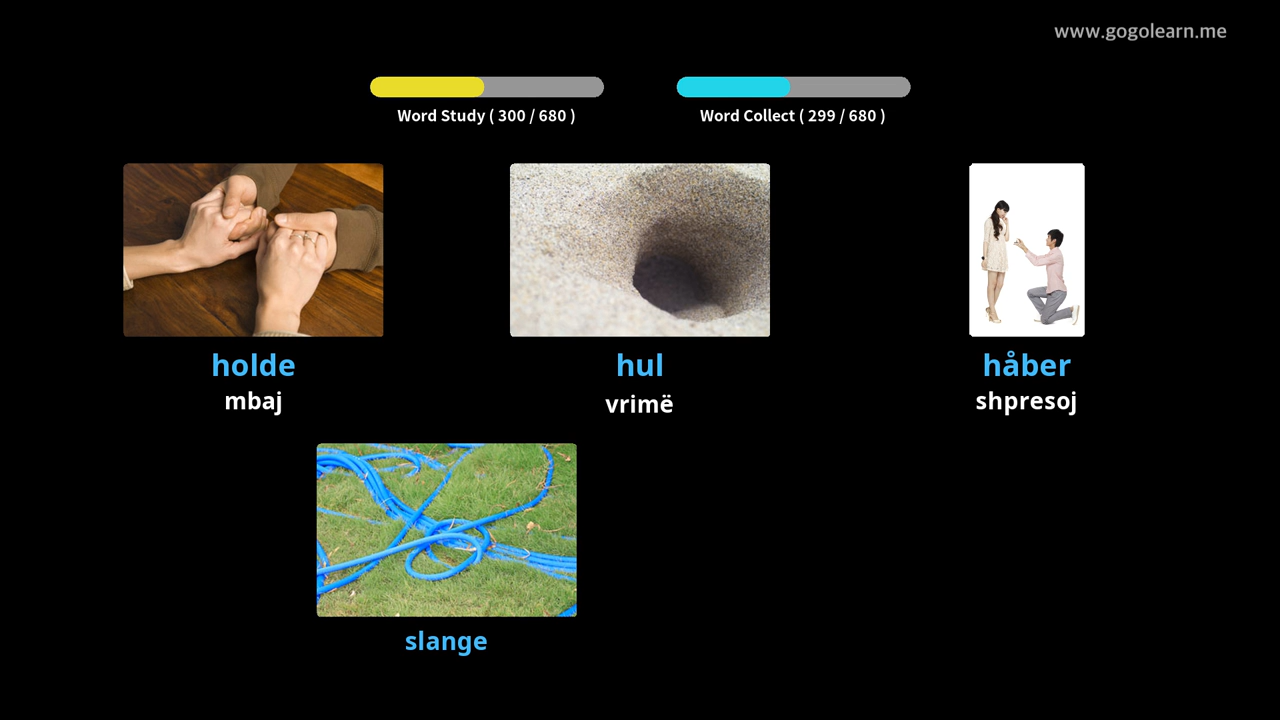 www.gogolearn.me
Word Study ( 300 / 680 )
Word Collect ( 299 / 680 )
holde
mbaj
hul
vrimë
håber
shpresoj
slange